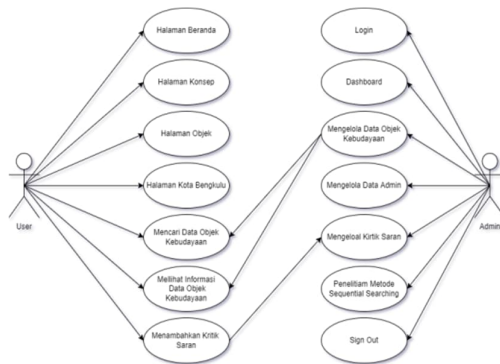 Halaman Beranda
Halaman Konsep
Halaman Objek
Halaman Kota Bengkulu
Mencari Data Objek
Kebudayaan
Mellihat Informasi
Data Objek
Kebudayaan
Menambahkan Kritik
Saran
User
Login
Dashboard
Mengelola Data Objek
Kebudayaan
Mengelola Data Admin
Mengeloal Kirtik Saran
Penelitiam Metode
Sequential Searching
Sign Out
Admin